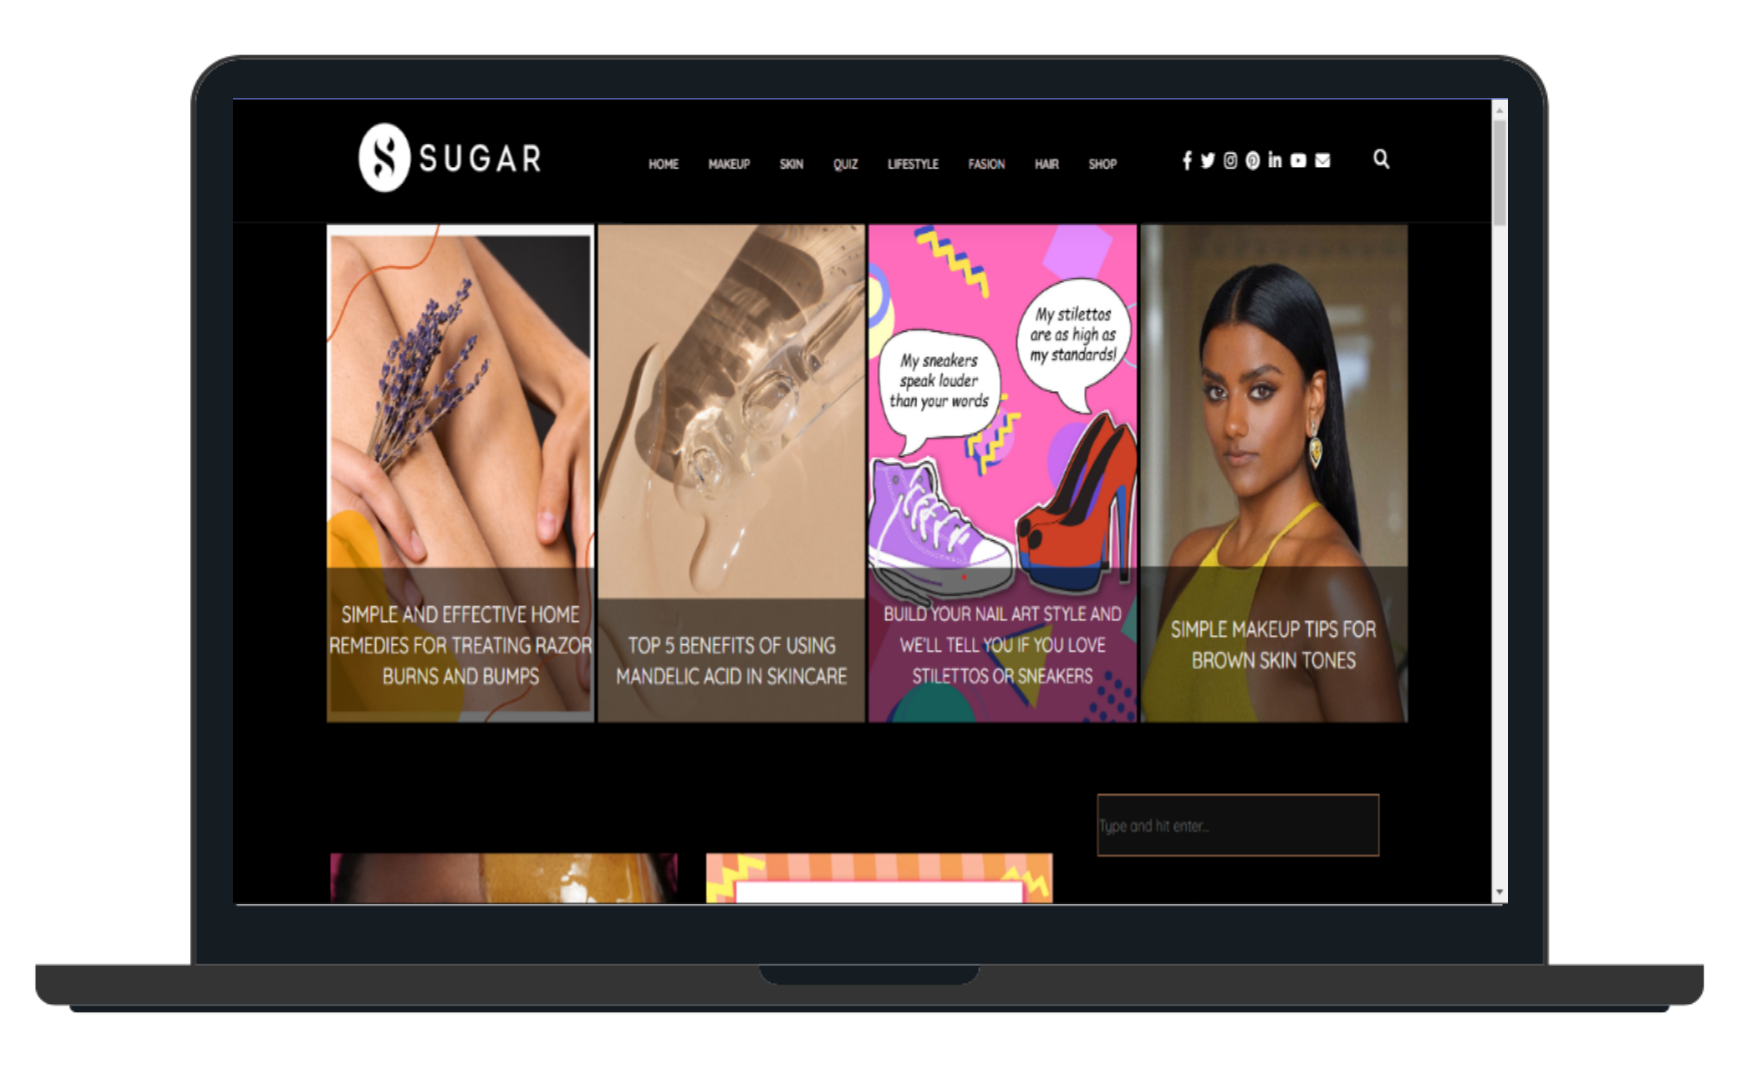 SUGAR
HOME MAKEUP SKIN QUIZ LIFESTYLE FASION HAIR SHOP
My stilettos
are as high as
my standards!
My sneakers
speak louder
than your words
SIMPLE AND EFFECTIVE HOME
REMEDIES FOR TREATING RAZOR
BURNS AND BUMPS
TOP 5 BENEFITS OF USING
MANDELIC ACID IN SKINCARE
BUILD YOUR NAIL ART STYLE AND
WE'LL TELL YOU IF YOU LOVE
STILETTOS OR SNEAKERS
SIMPLE MAKEUP TIPS FOR
BROWN SKIN TONES
Type and hit enter...